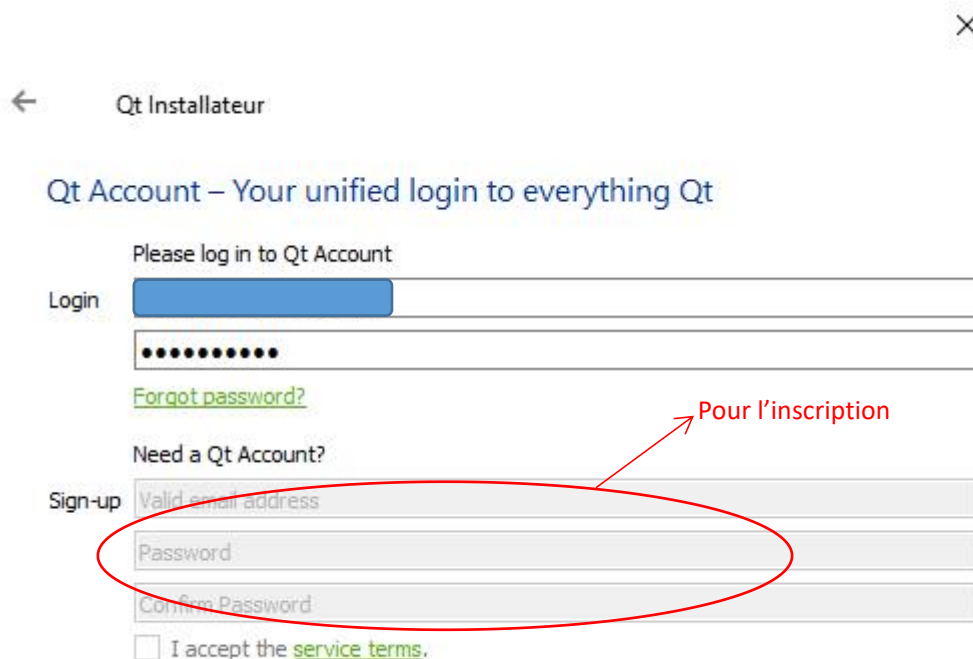 Qt Installateur
Qt Account – Your unified login to everything Qt
Please log in to Qt Account
Login
Forgot password?
Pour l'inscription
Need a Qt Account?
Sign-up Valid email address
Password
Confirm Password
I accept the service terms.